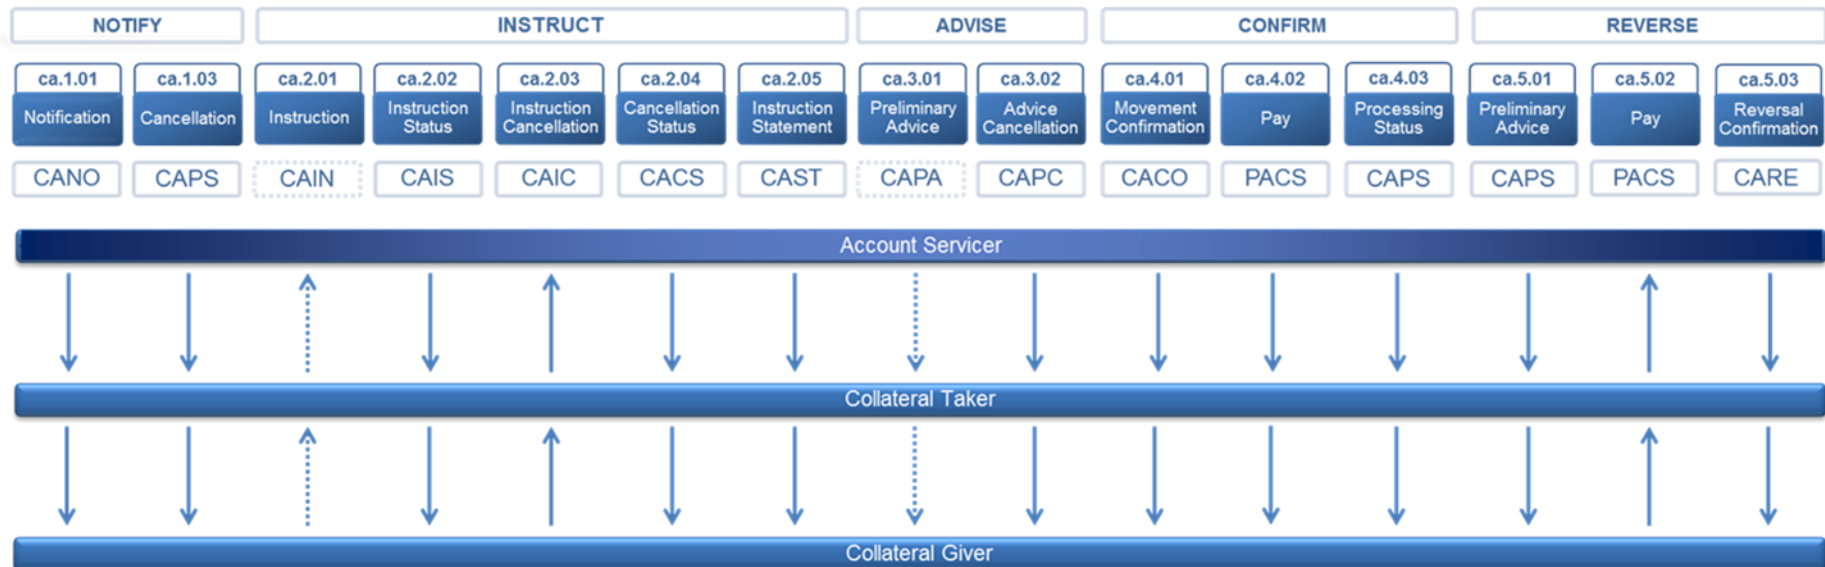 NOTIFY
INSTRUCT
ADVISE
CONFIRM
REVERSE
ca.1.01
ca.1.03
ca.2.01
ca.2.02
ca.2.03
ca.2.04
ca.2.05
ca.3.01
ca.3.02
ca.4.01
ca.4.02
ca.4.03
ca.5.01
ca.5.02
ca.5.03
Notification
Cancellation
Instruction
Instruction
Status
Instruction
Cancellation
Cancellation
Status
Instruction
Statement
Preliminary
Advice
Advice
Cancellation
Movement
Confirmation
Pay
Processing
Status
Preliminary
Advice
Pay
Reversal
Confirmation
CANO
CAPS
CAIN
CAIS
CAIC
CACS
CAST
CAPA
CAPC
CACO
PACS
CAPS
CAPS
PACS
CARE
Account Servicer
Collateral Taker
Collateral Giver